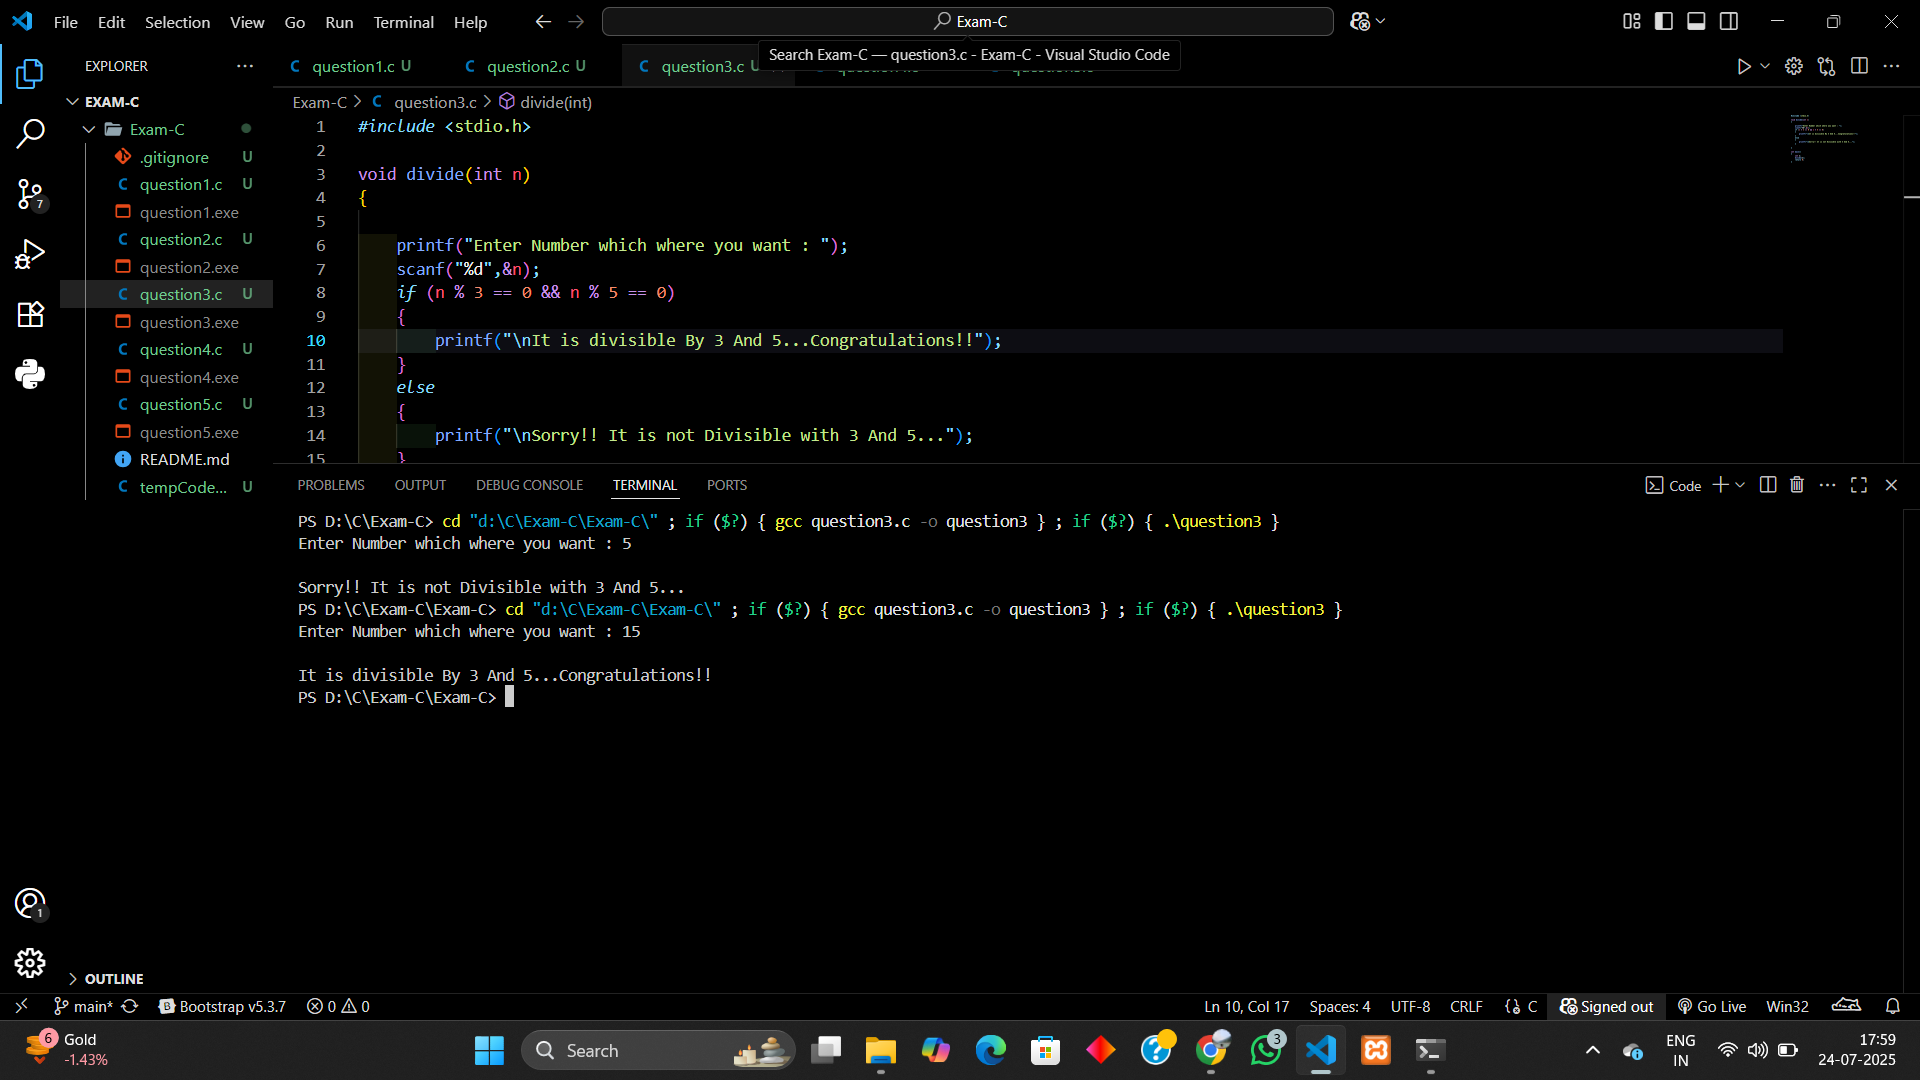 File Edit Selection View Go Run Terminal Help
Exam-C
Search Exam-C — question3.c - Exam-C - Visual Studio Code
EXPLORER
question1.c U
question2.c U
question3.c U
EXAM-C
Exam-C
.gitignore U
question1.c U
question1.exe
question2.c U
question2.exe
question3.c U
question3.exe
question4.c U
question4.exe
question5.c U
question5.exe
README.md
tempCode... U
7
1
OUTLINE
Exam-C > question3.c > divide(int)
1 #include <stdio.h>
2
3 void divide(int n)
4 {
5
6 printf("Enter Number which where you want : ");
7 scanf("%d",&n);
8 if (n % 3 == 0 && n % 5 == 0)
9 {
10 printf("\nIt is divisible By 3 And 5...Congratulations!!");
11 }
12 else
13 {
14 printf("\nSorry!! It is not Divisible with 3 And 5...");
15 }
PROBLEMS OUTPUT DEBUG CONSOLE TERMINAL PORTS
Code
PS D:\C\Exam-C> cd "d:\C\Exam-C\Exam-C\" ; if ($?) { gcc question3.c -o question3 } ; if ($?) { .\question3 }
Enter Number which where you want : 5
Sorry!! It is not Divisible with 3 And 5...
PS D:\C\Exam-C\Exam-C> cd "d:\C\Exam-C\Exam-C\" ; if ($?) { gcc question3.c -o question3 } ; if ($?) { .\question3 }
Enter Number which where you want : 15
It is divisible By 3 And 5...Congratulations!!
PS D:\C\Exam-C\Exam-C>
main* Bootstrap v5.3.7 0 0
Ln 10, Col 17 Spaces: 4 UTF-8 CRLF {} C Signed out Go Live Win32
6
Gold
-1.43%
Search
3
ENG
IN
17:59
24-07-2025